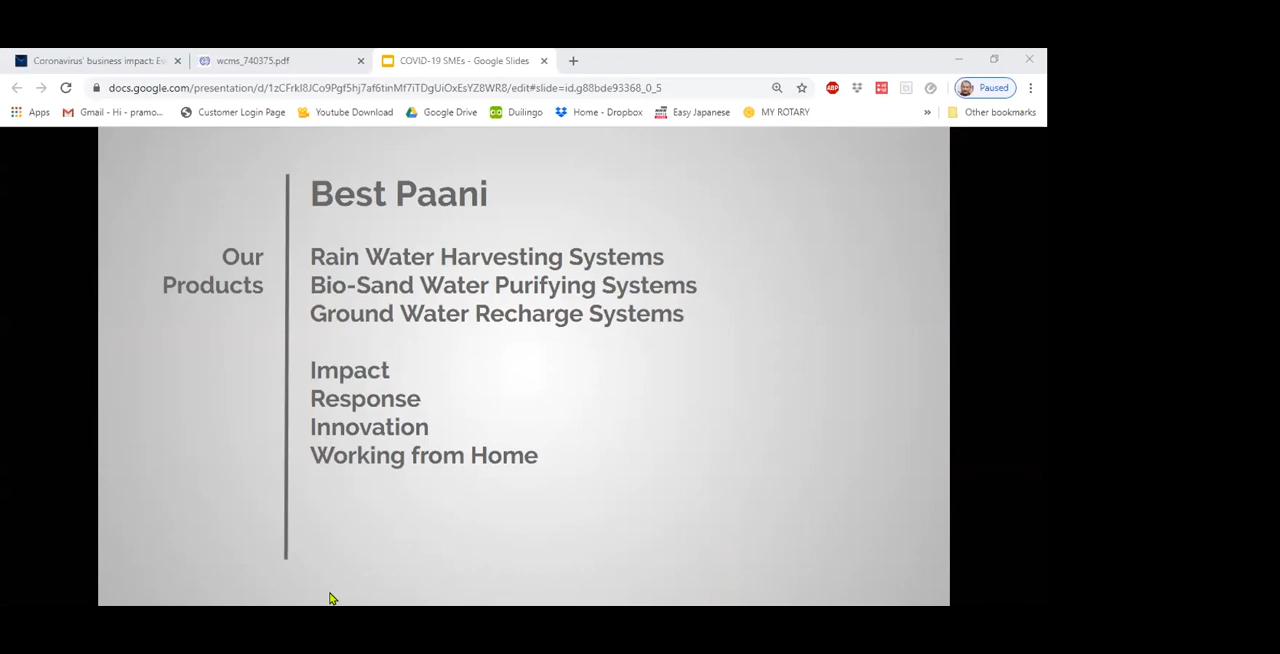 Coronavirus' business impact: Ev
wcms_740375.pdf
COVID-19 SMEs - Google Slides
docs.google.com/presentation/d/1zCFrkI8JCo9Pgf5hj7af6tinMf7iTDgUiOxEsYZ8WR8/edit#slide=id.g88bde93368_0_5
ABP
Paused
Apps
Gmail - Hi - pramo...
Customer Login Page
Youtube Download
Google Drive
Duilingo
Home - Dropbox
Easy Japanese
MY ROTARY
»
Other bookmarks
Best Paani
Our
Products
Rain Water Harvesting Systems
Bio-Sand Water Purifying Systems
Ground Water Recharge Systems
Impact
Response
Innovation
Working from Home